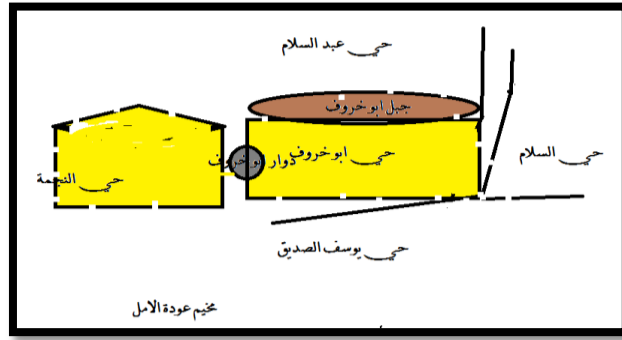 حي عبد السلام
جبل ابوخروف
حي السلام
حي ابوخروف
دوار ابوخروف
حي النجمة
حي يوسف الصديق
مخيم عودة الامل